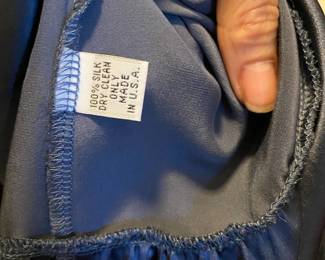 100% SILK
DRY CLEAN
ONLY
MADE
IN U.S.A.